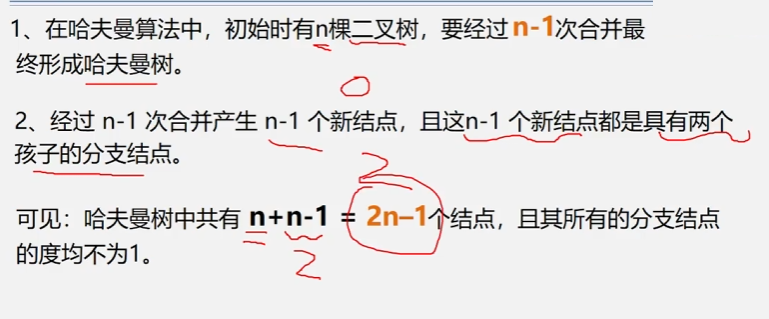 1、在哈夫曼算法中，初始时有n棵二叉树，要经过 n-1次合并最
终形成哈夫曼树。
0
2、经过 n-1 次合并产生 n-1 个新结点，且这n-1 个新结点都是具有两个
孩子的分支结点。
2
可见：哈夫曼树中共有 n+n-1 = 2n–1个结点，且其所有的分支结点
的度均不为1。
2